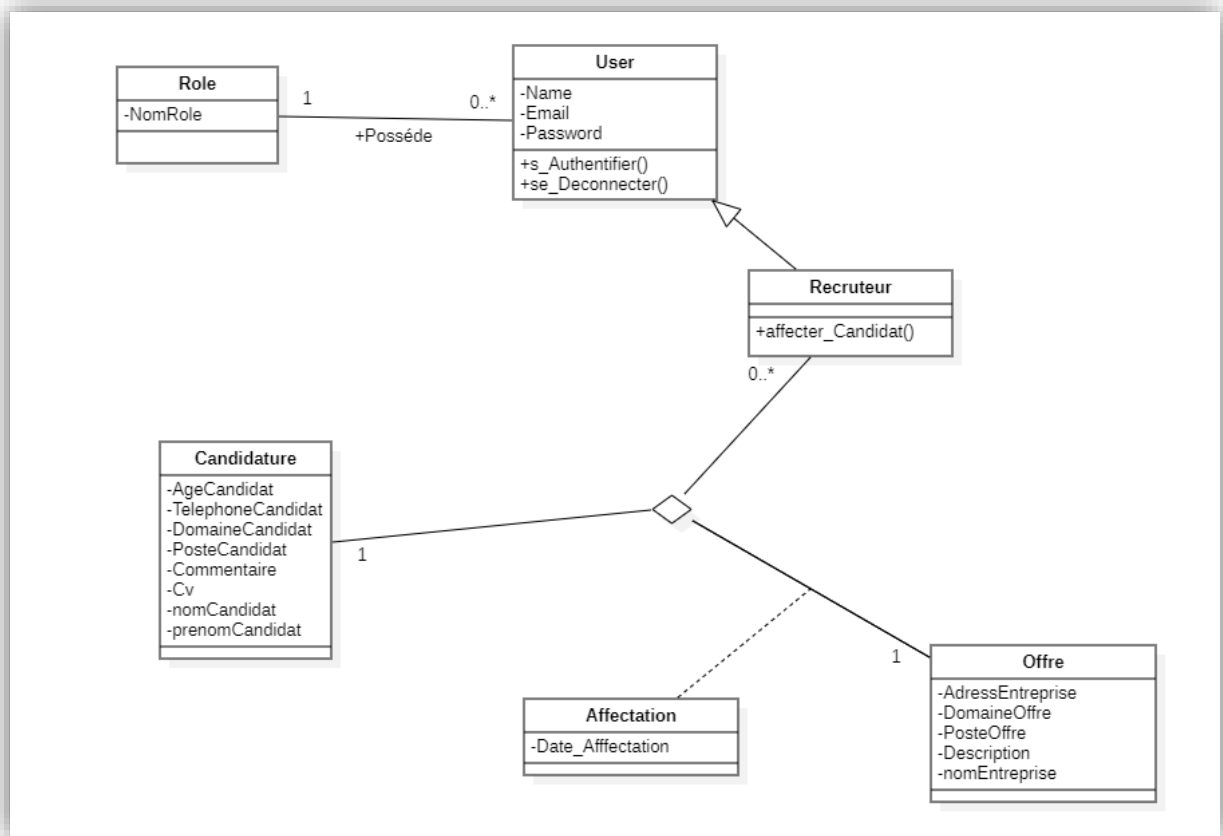 Role
-NomRole
1
+Posséde
0..*
User
-Name
-Email
-Password
+s_Authentifier()
+se_Deconnecter()
Recruteur
+affecter_Candidat()
0..*
Candidature
-AgeCandidat
-TelephoneCandidat
-DomaineCandidat
-PosteCandidat
-Commentaire
-Cv
-nomCandidat
-prenomCandidat
1
Affectation
-Date_Afffectation
1
Offre
-AdressEntreprise
-DomaineOffre
-PosteOffre
-Description
-nomEntreprise